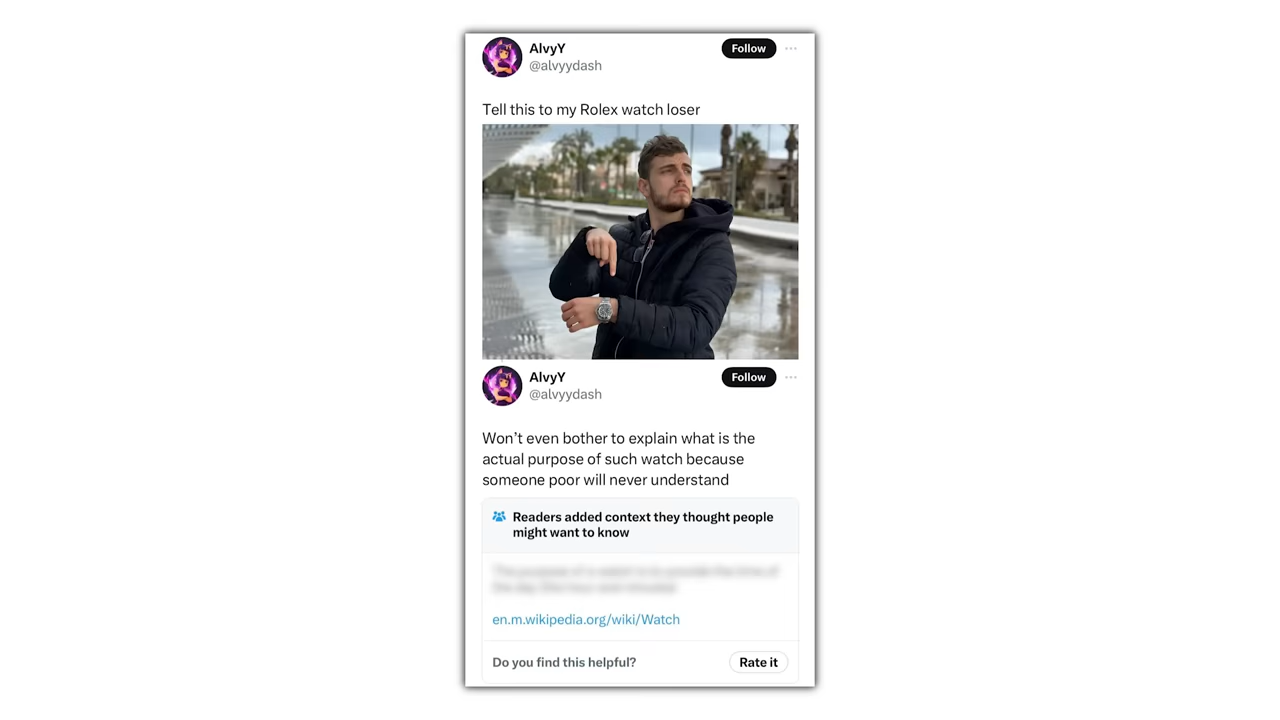 AlvyY
Follow
@alvyydash
Tell this to my Rolex watch loser
AlvyY
Follow
@alvyydash
Won’t even bother to explain what is the
actual purpose of such watch because
someone poor will never understand
Readers added context they thought people
might want to know
en.m.wikipedia.org/wiki/Watch
Do you find this helpful?
Rate it